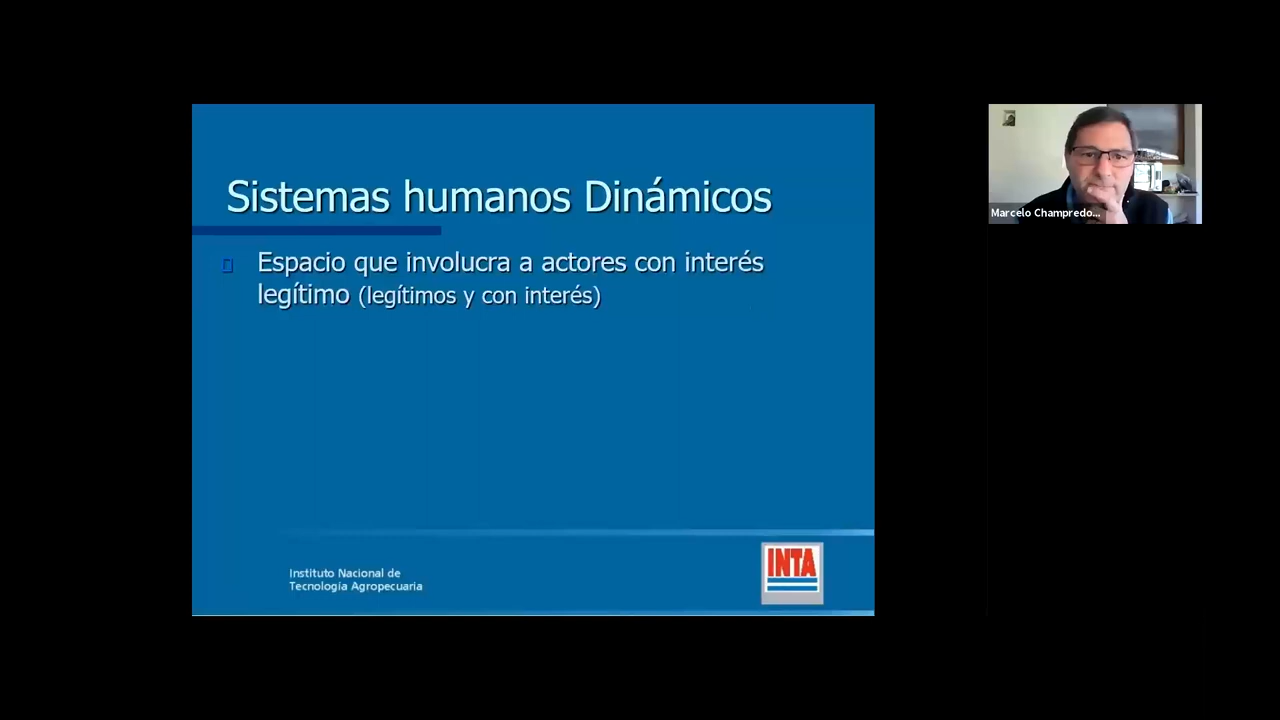 Sistemas humanos Dinámicos
Espacio que involucra a actores con interés
legítimo (legítimos y con interés)
Instituto Nacional de
Tecnología Agropecuaria
INTA
Marcelo Champredo...